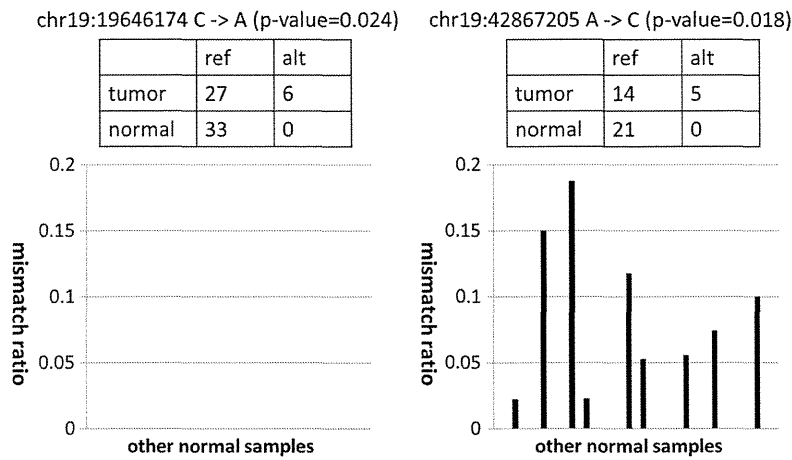 chr19:19646174 C -> A (p-value=0.024)
ref alt
tumor 27 6
normal 33 0
0.2
0.15
0.1
0.05
0
mismatch ratio
other normal samples
chr19:42867205 A -> C (p-value=0.018)
ref alt
tumor 14 5
normal 21 0
0.2
0.15
0.1
0.05
0
mismatch ratio
other normal samples